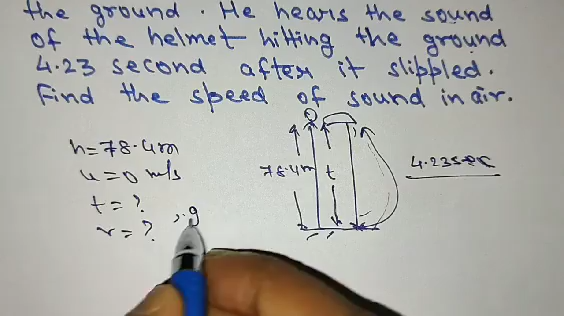 the ground. He hears the sound
of the helmet hitting the ground
4.23 second after it slippled.
Find the speed of sound in air.
h=78.4m
u=0 m/s
t=?
v=? , g
78.4m
t
4.23sec